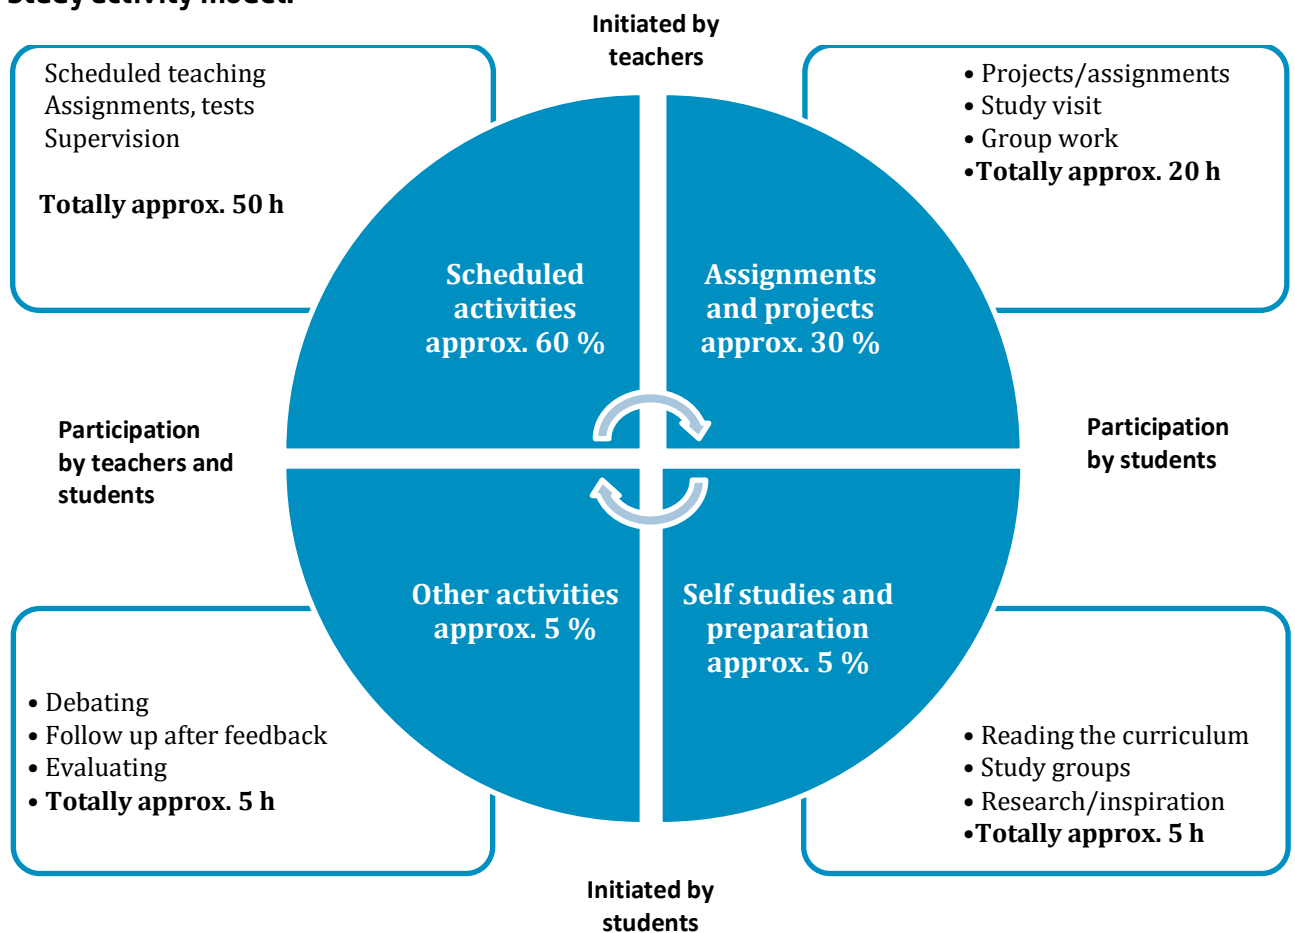 Study activity model:
Initiated by
teachers
Scheduled teaching
Assignments, tests
Supervision
Totally approx. 50 h
• Projects/assignments
• Study visit
• Group work
•Totally approx. 20 h
Scheduled
activities
approx. 60 %
Assignments
and projects
approx. 30 %
Participation
by teachers and
students
Participation
by students
Other activities
approx. 5 %
Self studies and
preparation
approx. 5 %
• Debating
• Follow up after feedback
• Evaluating
• Totally approx. 5 h
• Reading the curriculum
• Study groups
• Research/inspiration
•Totally approx. 5 h
Initiated by
students